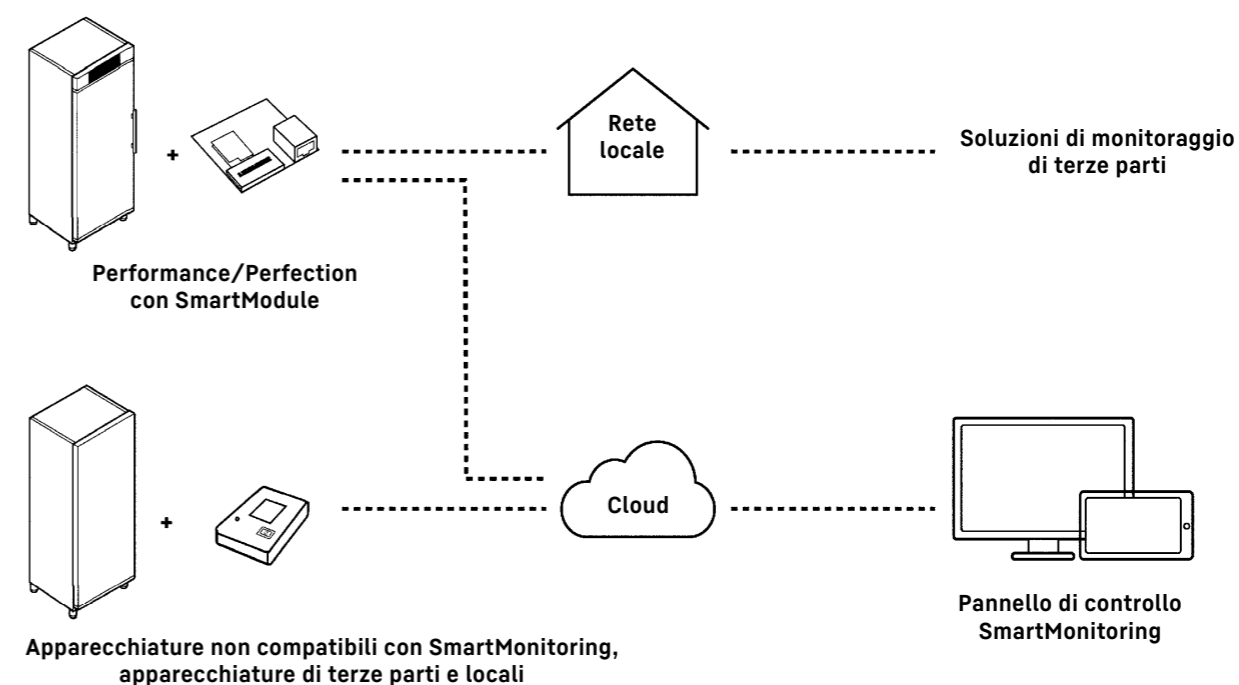 +
Rete
locale
Soluzioni di monitoraggio
di terze parti
Performance/Perfection
con SmartModule
+
Cloud
Pannello di controllo
SmartMonitoring
Apparecchiature non compatibili con SmartMonitoring,
apparecchiature di terze parti e locali